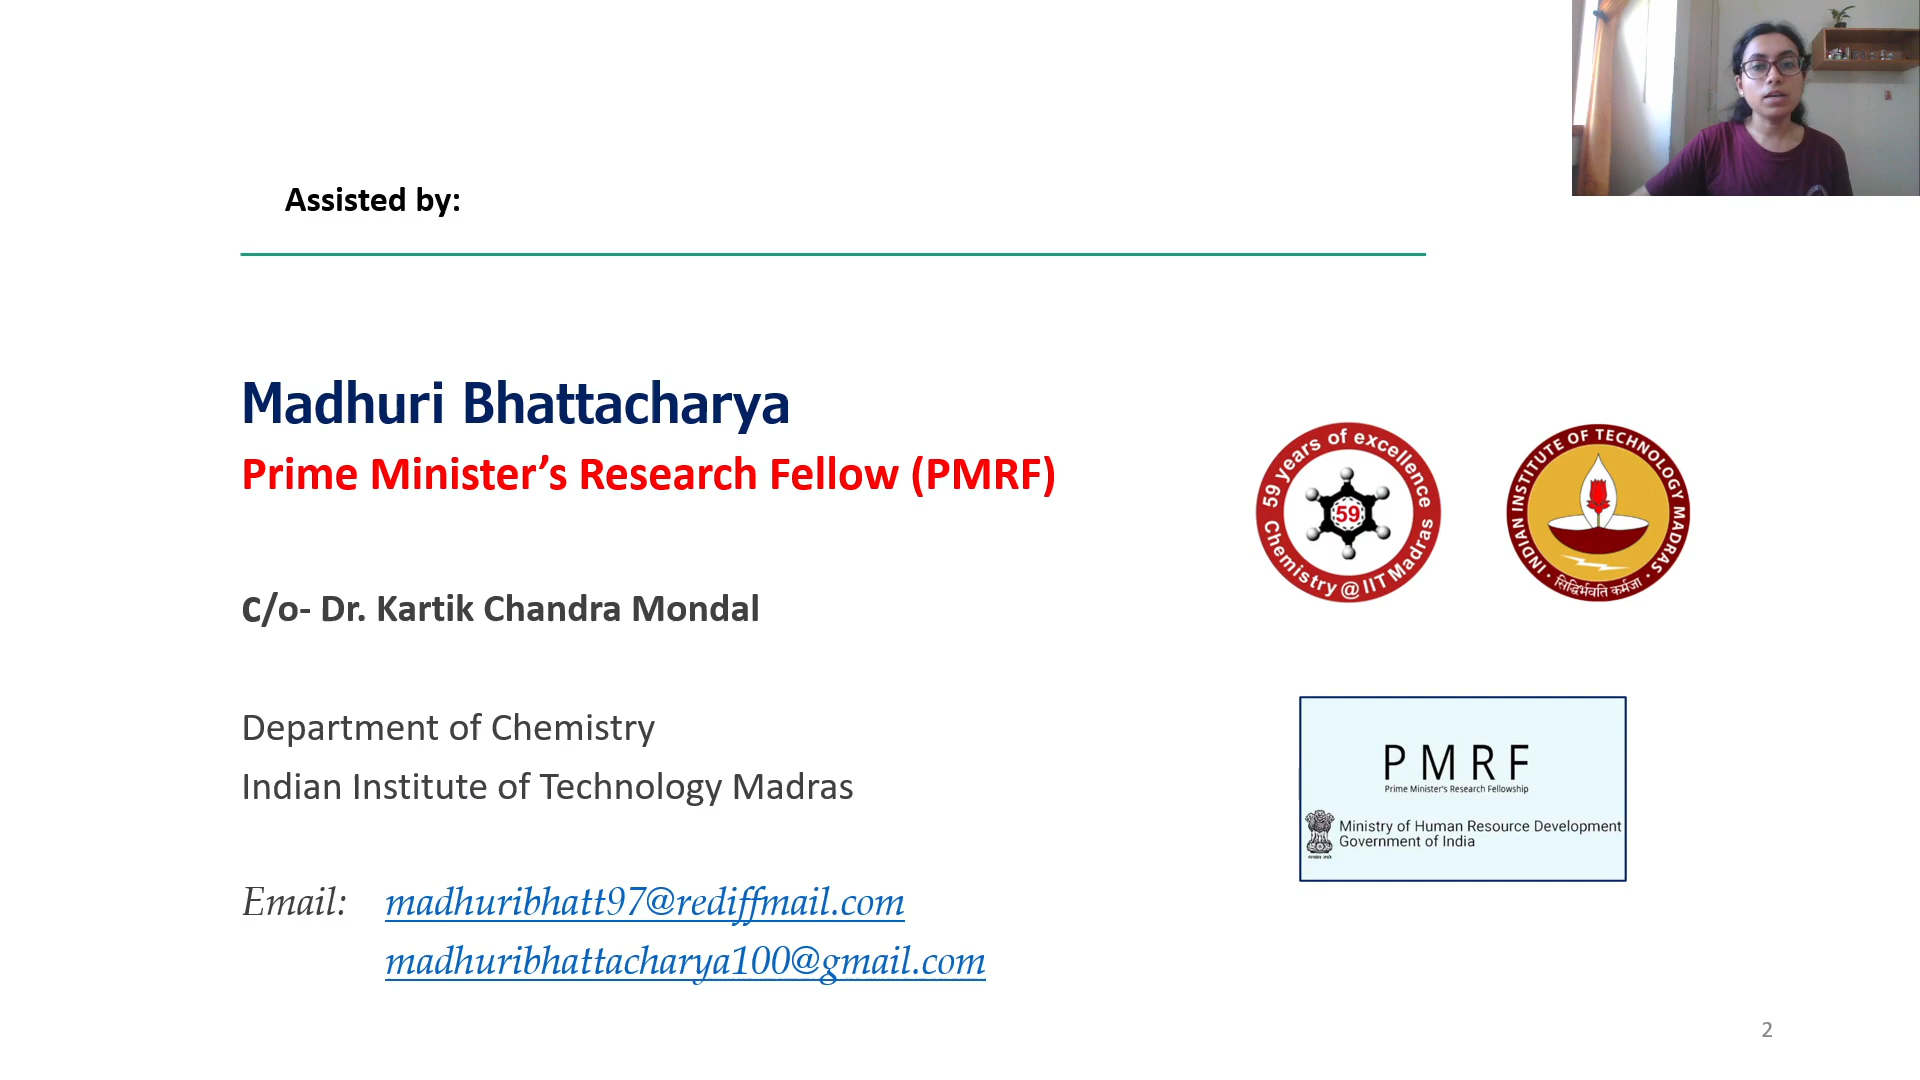 Assisted by:
Madhuri Bhattacharya
Prime Minister’s Research Fellow (PMRF)
c/o- Dr. Kartik Chandra Mondal
Department of Chemistry
Indian Institute of Technology Madras
Email: madhuribhatt97@rediffmail.com
madhuribhattacharya100@gmail.com
59 years of excellence
59
Chemistry @ IIT Madras
INDIAN INSTITUTE OF TECHNOLOGY MADRAS
सिद्धिर्भवति कर्मजा
PMRF
Prime Minister's Research Fellowship
Ministry of Human Resource Development
Government of India
2